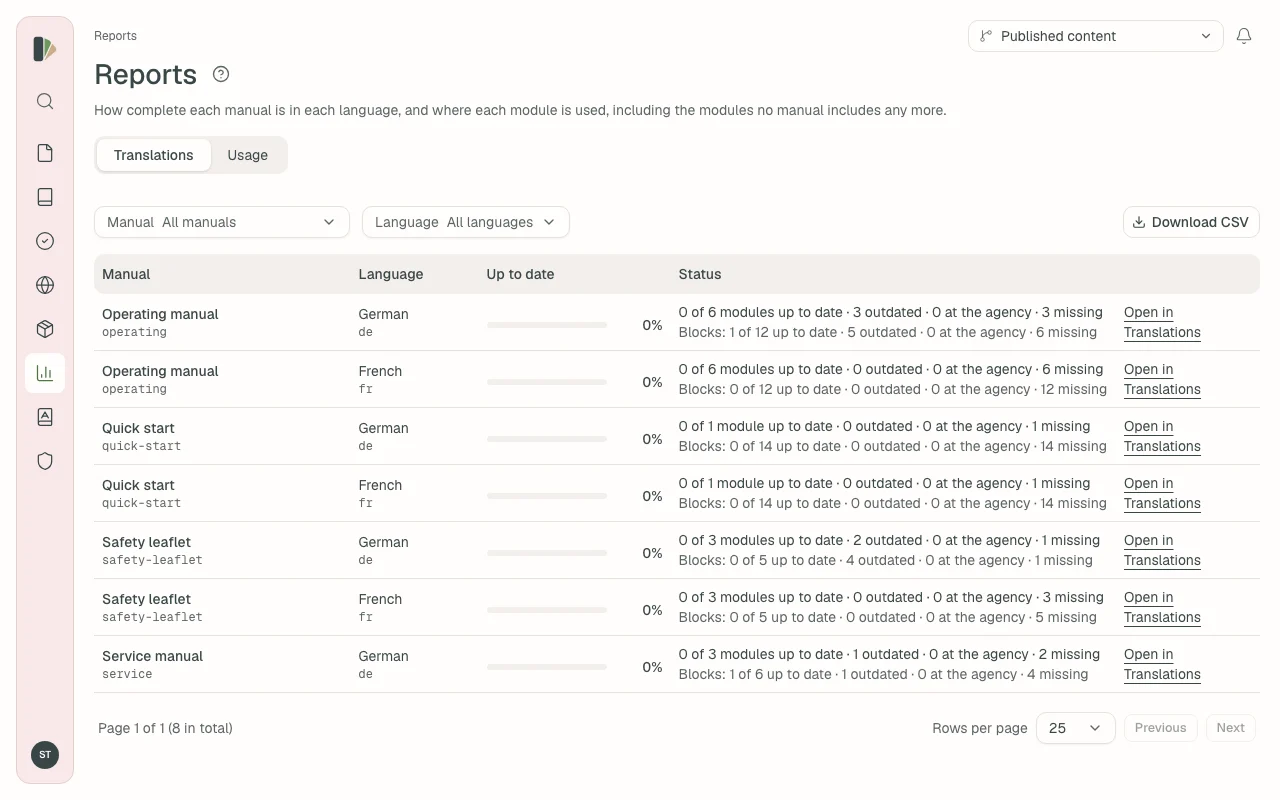 Reports
Published content
Reports
How complete each manual is in each language, and where each module is used, including the modules no manual includes any more.
Translations
Usage
Manual All manuals
Language All languages
Download CSV
Manual Language Up to date Status
Operating manual German 0 of 6 modules up to date · 3 outdated · 0 at the agency · 3 missing Open in
operating de 0% Blocks: 1 of 12 up to date · 5 outdated · 0 at the agency · 6 missing Translations
Operating manual French 0 of 6 modules up to date · 0 outdated · 0 at the agency · 6 missing Open in
operating fr 0% Blocks: 0 of 12 up to date · 0 outdated · 0 at the agency · 12 missing Translations
Quick start German 0 of 1 module up to date · 0 outdated · 0 at the agency · 1 missing Open in
quick-start de 0% Blocks: 0 of 14 up to date · 0 outdated · 0 at the agency · 14 missing Translations
Quick start French 0 of 1 module up to date · 0 outdated · 0 at the agency · 1 missing Open in
quick-start fr 0% Blocks: 0 of 14 up to date · 0 outdated · 0 at the agency · 14 missing Translations
Safety leaflet German 0 of 3 modules up to date · 2 outdated · 0 at the agency · 1 missing Open in
safety-leaflet de 0% Blocks: 0 of 5 up to date · 4 outdated · 0 at the agency · 1 missing Translations
Safety leaflet French 0 of 3 modules up to date · 0 outdated · 0 at the agency · 3 missing Open in
safety-leaflet fr 0% Blocks: 0 of 5 up to date · 0 outdated · 0 at the agency · 5 missing Translations
Service manual German 0 of 3 modules up to date · 1 outdated · 0 at the agency · 2 missing Open in
service de 0% Blocks: 1 of 6 up to date · 1 outdated · 0 at the agency · 4 missing Translations
Page 1 of 1 (8 in total)
Rows per page 25 Previous Next
ST